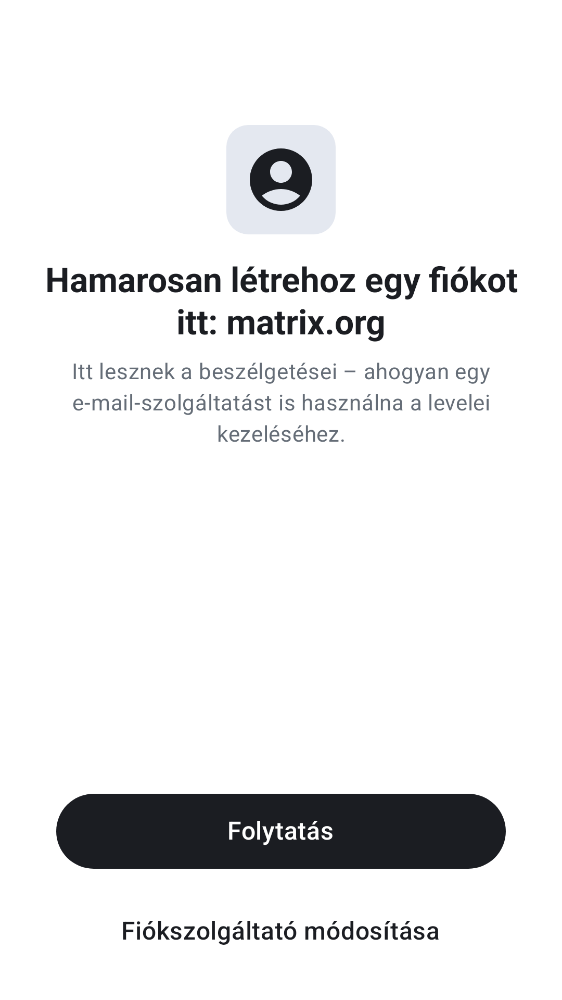 Hamarosan létrehoz egy fiókot
itt: matrix.org
Itt lesznek a beszélgetései – ahogyan egy
e-mail-szolgáltatást is használna a levelei
kezeléséhez.
Folytatás
Fiókszolgáltató módosítása